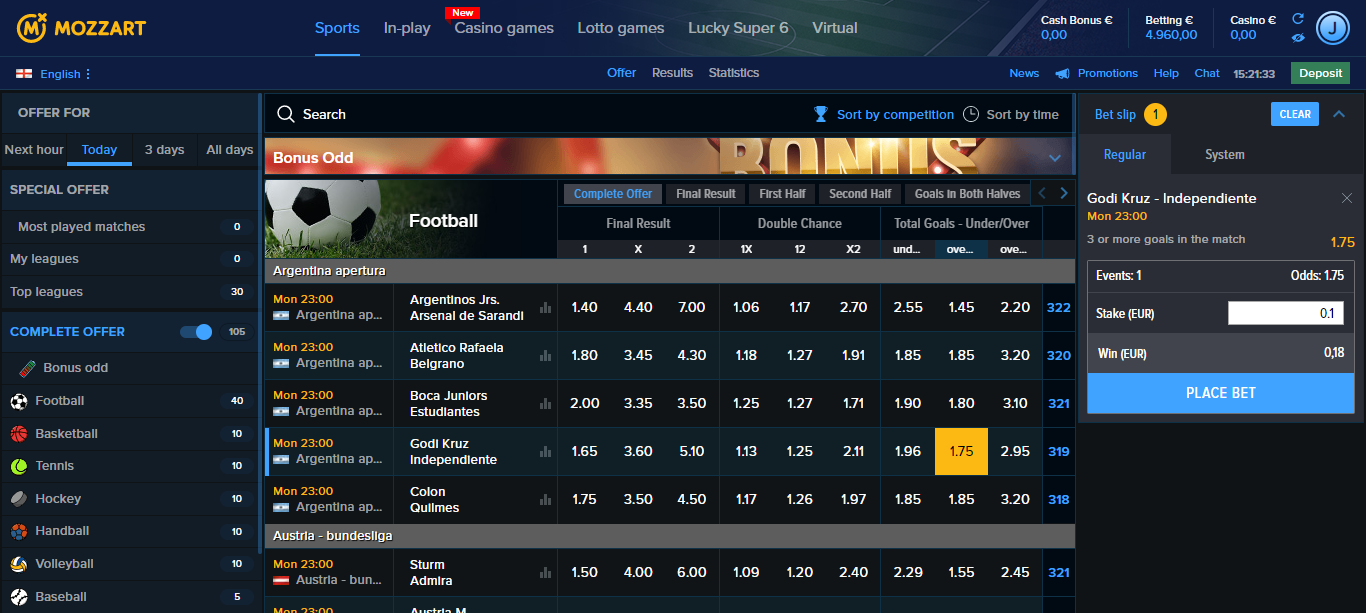 MOZZART
Sports
In-play
New
Casino games
Lotto games
Lucky Super 6
Virtual
Cash Bonus €
0,00
Betting €
4.960,00
Casino €
0,00
J
English
Offer
Results
Statistics
News
Promotions
Help
Chat
15:21:33
Deposit
OFFER FOR
Next hour
Today
3 days
All days
SPECIAL OFFER
Most played matches 0
My leagues 0
Top leagues 30
COMPLETE OFFER 105
Bonus odd
Football 40
Basketball 10
Tennis 10
Hockey 10
Handball 10
Volleyball 10
Baseball 5
Search
Sort by competition
Sort by time
Bonus Odd
BONUS
Football
Complete Offer
Final Result
First Half
Second Half
Goals in Both Halves
Final Result
Double Chance
Total Goals - Under/Over
1 X 2 1X 12 X2 und... ove... ove...
Argentina apertura
Mon 23:00
Argentina ap...
Argentinos Jrs.
Arsenal de Sarandi
1.40 4.40 7.00 1.06 1.17 2.70 2.55 1.45 2.20 322
Mon 23:00
Argentina ap...
Atletico Rafaela
Belgrano
1.80 3.45 4.30 1.18 1.27 1.91 1.85 1.85 3.20 320
Mon 23:00
Argentina ap...
Boca Juniors
Estudiantes
2.00 3.35 3.50 1.25 1.27 1.71 1.90 1.80 3.10 321
Mon 23:00
Argentina ap...
Godi Kruz
Independiente
1.65 3.60 5.10 1.13 1.25 2.11 1.96 1.75 2.95 319
Mon 23:00
Argentina ap...
Colon
Quilmes
1.75 3.50 4.50 1.17 1.26 1.97 1.85 1.85 3.20 318
Austria - bundesliga
Mon 23:00
Austria - bun...
Sturm
Admira
1.50 4.00 6.00 1.09 1.20 2.40 2.29 1.55 2.45 321
Mon 23:00
Austria M
Bet slip 1
CLEAR
Regular
System
Godi Kruz - Independiente
Mon 23:00
3 or more goals in the match 1.75
Events: 1 Odds: 1.75
Stake (EUR) 0.1
Win (EUR) 0,18
PLACE BET